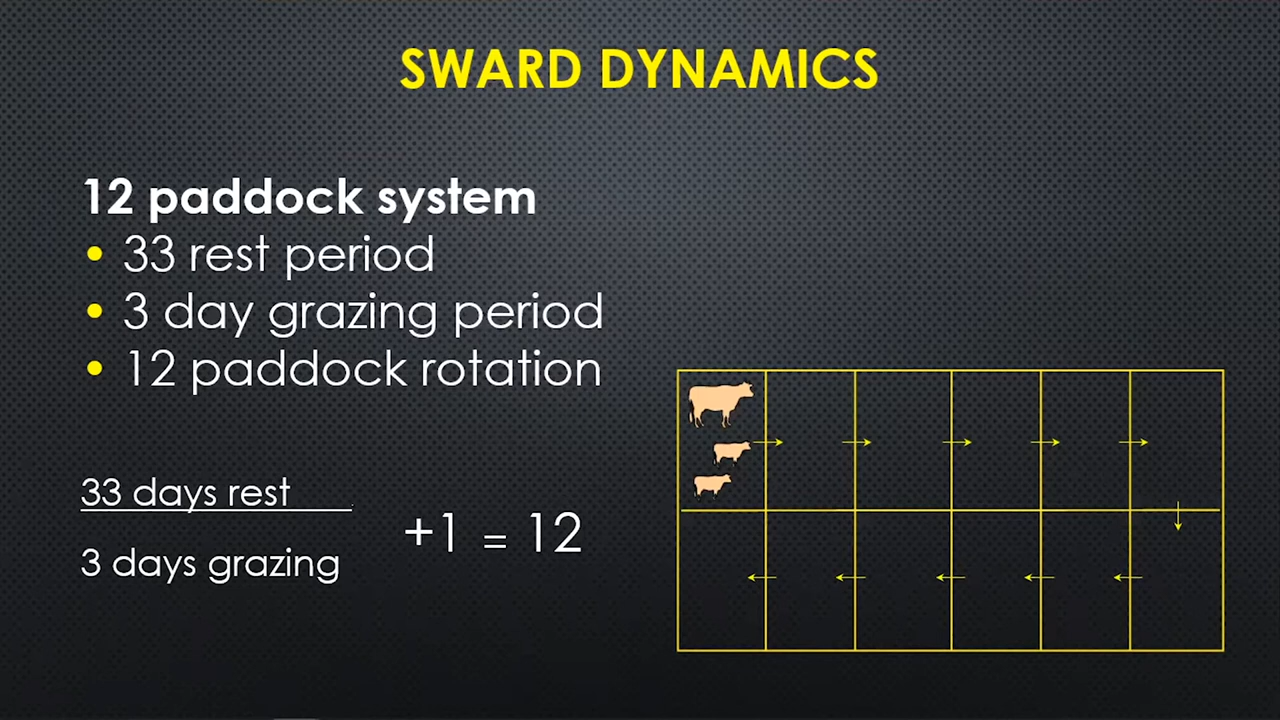 SWARD DYNAMICS
12 paddock system
• 33 rest period
• 3 day grazing period
• 12 paddock rotation
33 days rest
3 days grazing
+1 = 12